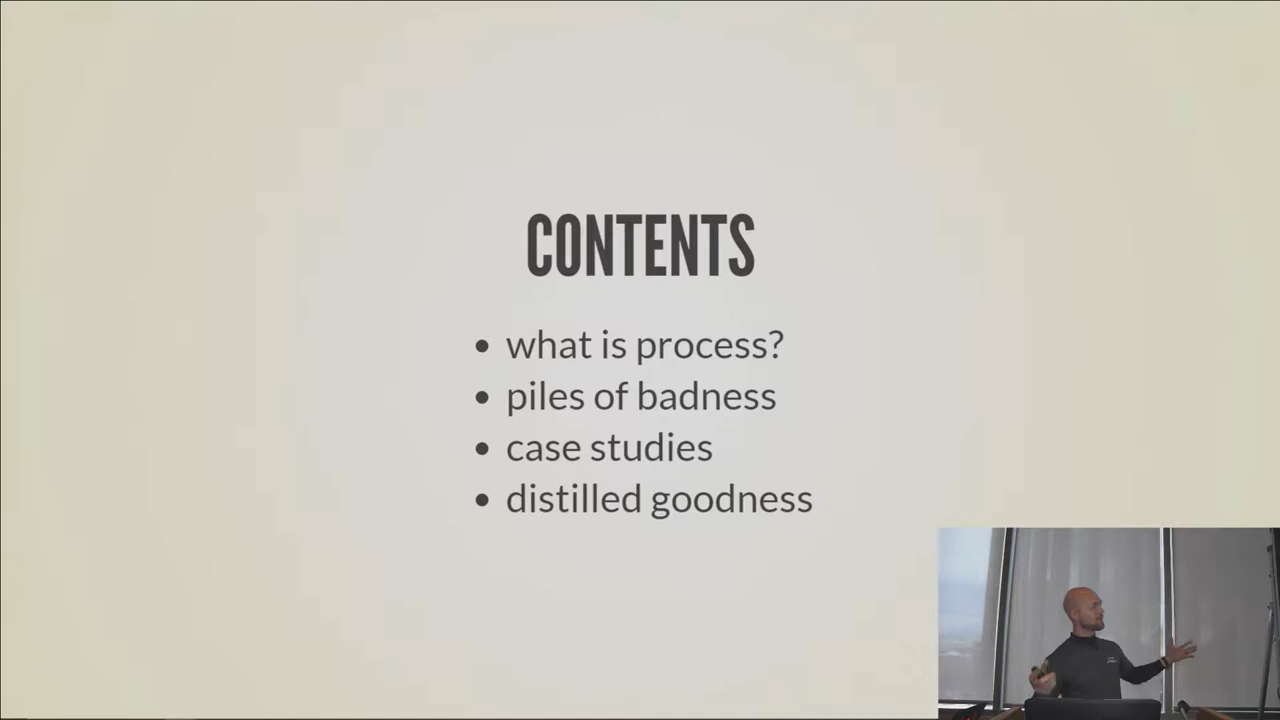 CONTENTS
• what is process?
• piles of badness
• case studies
• distilled goodness